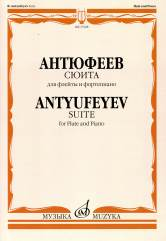 АНТЮФЕЕВ
СЮИТА
для флейты и фортепиано
ANTYUFEYEV
SUITE
for Flute and Piano
МУЗЫКА MUZYKA